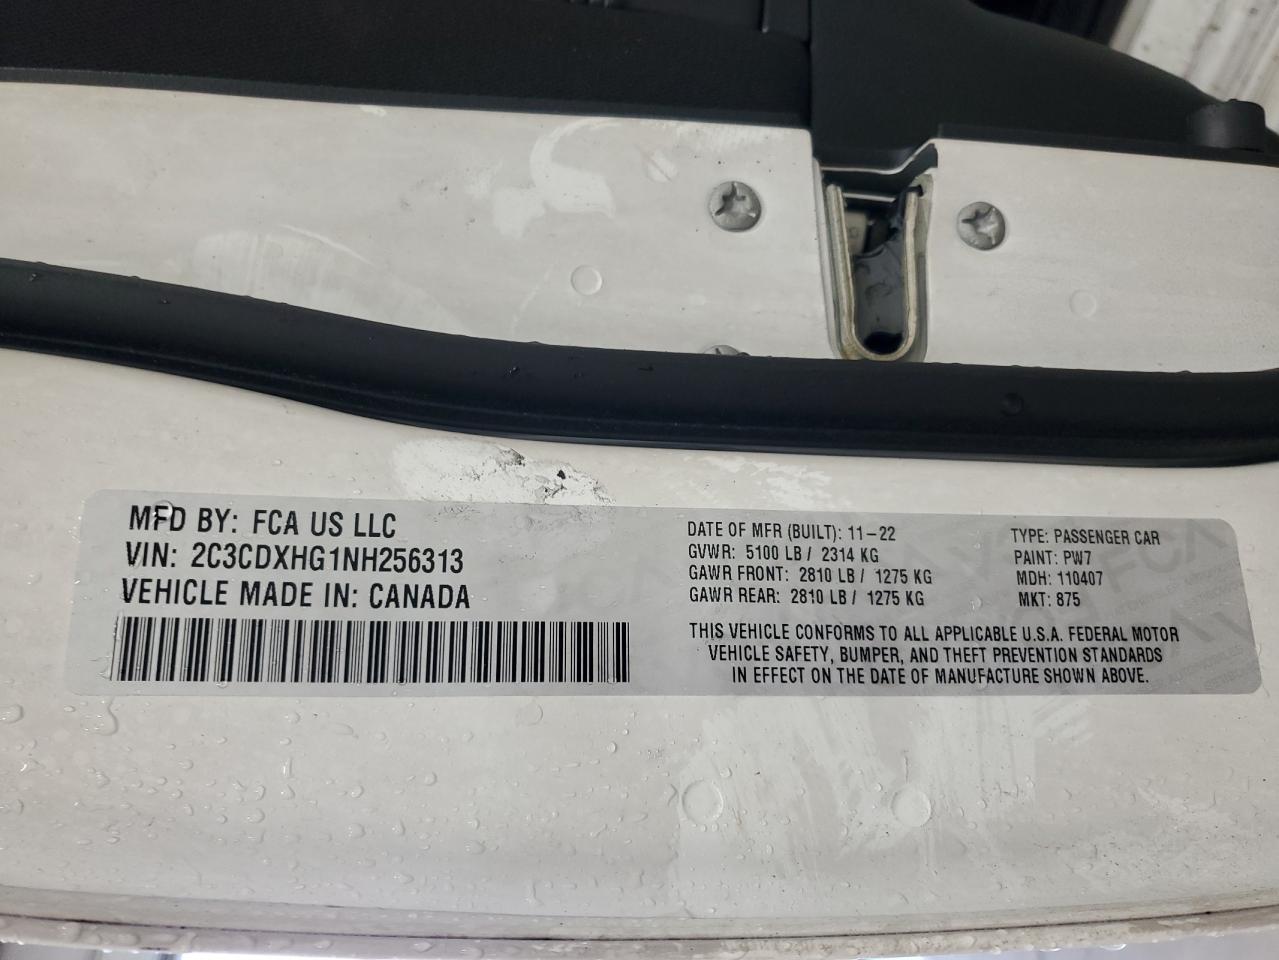 MFD BY: FCA US LLC
VIN: 2C3CDXHG1NH256313
VEHICLE MADE IN: CANADA
DATE OF MFR (BUILT): 11-22
GVWR: 5100 LB / 2314 KG
GAWR FRONT: 2810 LB / 1275 KG
GAWR REAR: 2810 LB / 1275 KG
TYPE: PASSENGER CAR
PAINT: PW7
MDH: 110407
MKT: 875
THIS VEHICLE CONFORMS TO ALL APPLICABLE U.S.A. FEDERAL MOTOR
VEHICLE SAFETY, BUMPER, AND THEFT PREVENTION STANDARDS
IN EFFECT ON THE DATE OF MANUFACTURE SHOWN ABOVE.
FCA